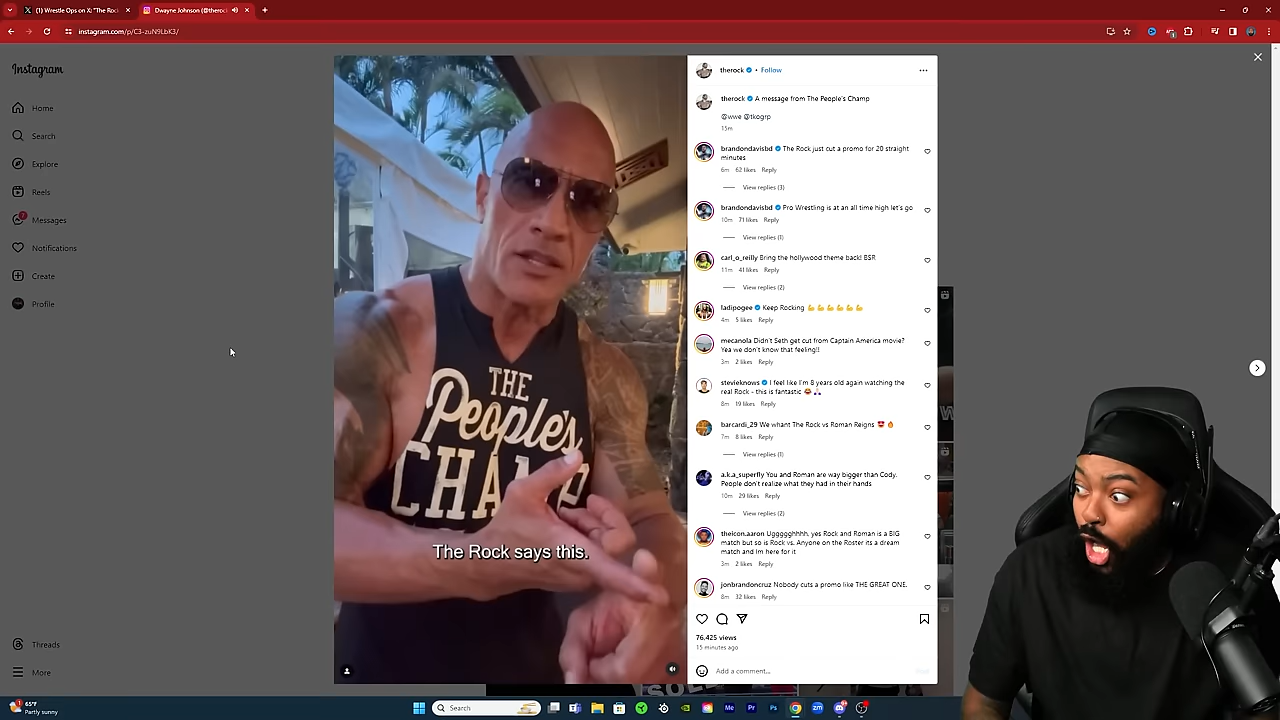 (1) Wrestle Ops on X: "The Rock
Dwayne Johnson (@therock
instagram.com/p/C3-zuN9LbK3/
Instagram
Home
Search
Explore
Reels
Messages
Notifications
Create
Profile
Threads
More
THE
People's
CHAMP
The Rock says this.
therock • Follow
therock A message from The People's Champ
@wwe @tkogrp
15m
brandondavisbd The Rock just cut a promo for 20 straight
minutes
6m 62 likes Reply
View replies (3)
brandondavisbd Pro Wrestling is at an all time high let's go
10m 71 likes Reply
View replies (1)
carl_o_reilly Bring the hollywood theme back! BSR
11m 41 likes Reply
View replies (2)
ladipogee Keep Rocking 💪💪💪💪💪💪
4m 5 likes Reply
mecanola Didn't Seth get cut from Captain America movie?
Yea we don't know that feeling!!
3m 2 likes Reply
stevieknows I feel like I'm 8 years old again watching the
real Rock - this is fantastic
8m 19 likes Reply
barcardi_29 We whant The Rock vs Roman Reigns 😍🔥
7m 8 likes Reply
View replies (1)
a.k.a_superfly You and Roman are way bigger than Cody.
People don't realize what they had in their hands
10m 29 likes Reply
View replies (2)
theicon.aaron Uggggghhhh, yes Rock and Roman is a BIG
match but so is Rock vs. Anyone on the Roster its a dream
match and Im here for it
3m 2 likes Reply
jonbrandoncruz Nobody cuts a promo like THE GREAT ONE.
8m 32 likes Reply
76,425 views
15 minutes ago
Add a comment...
65°F
Partly sunny
Search